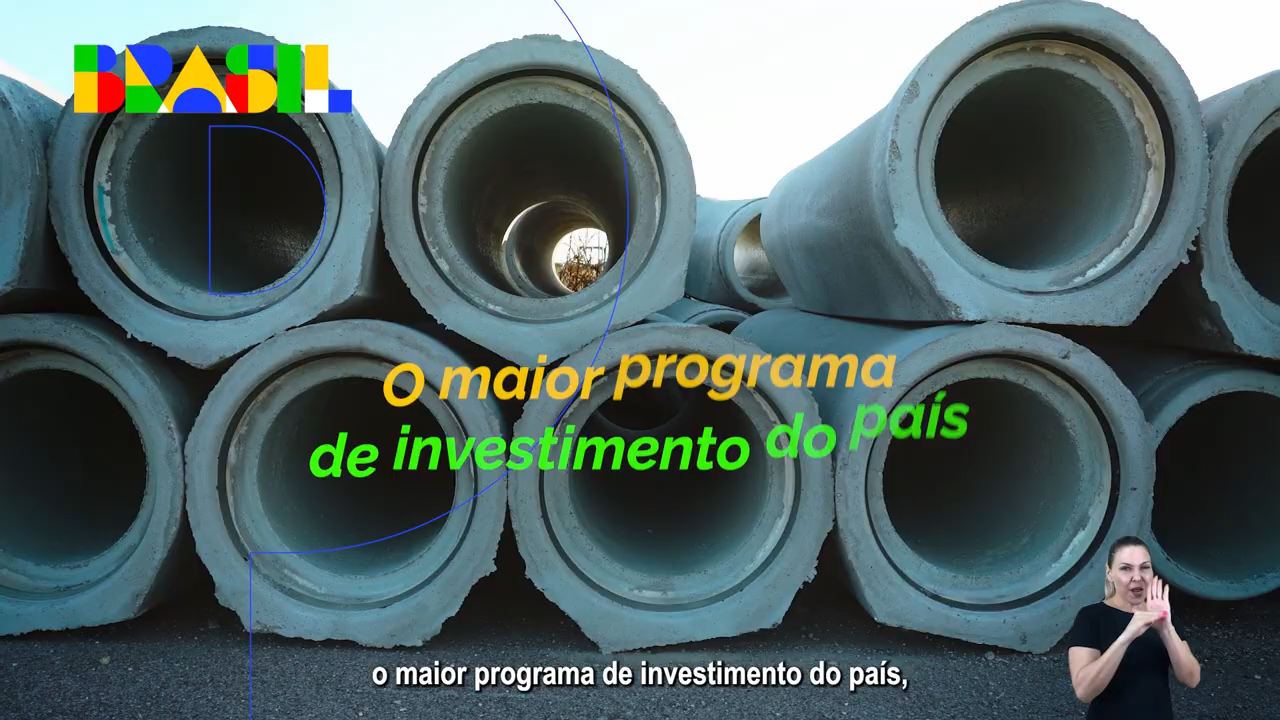 BRASIL
O maior programa
de investimento do país
o maior programa de investimento do país,